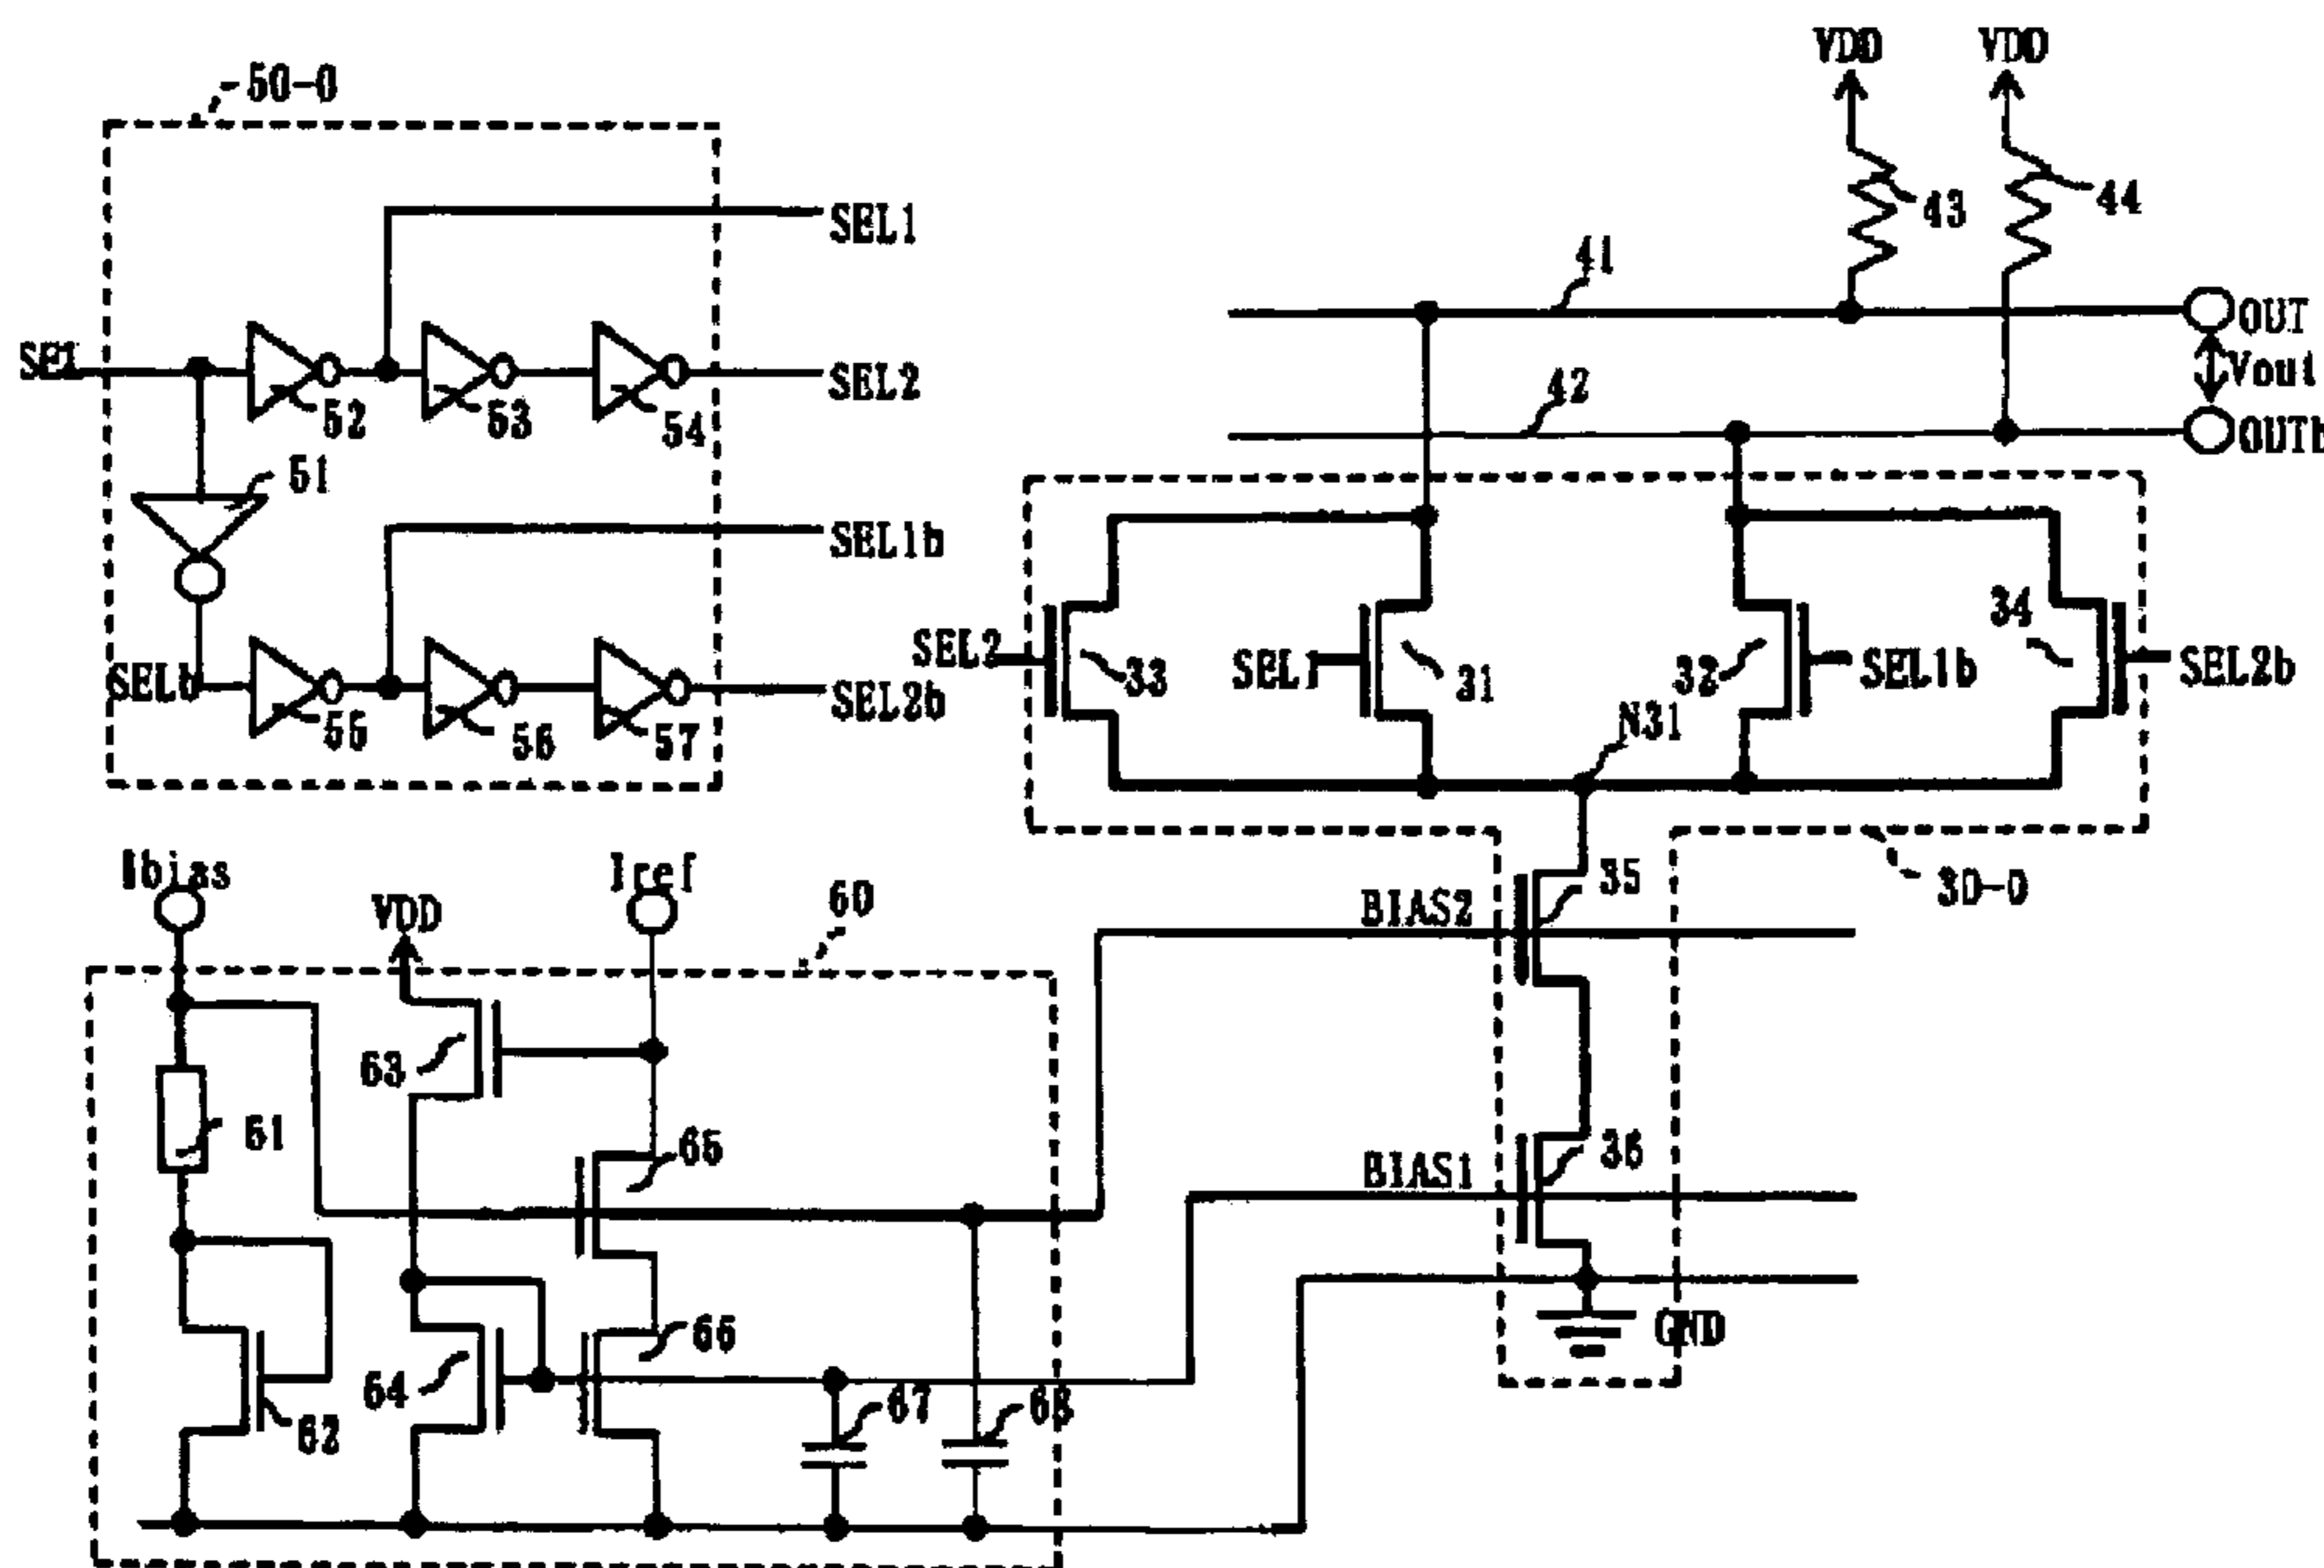 50-0
VDD
VDD
43
44
SEL1
41
OUT
SEL
52
53
54
SEL2
42
Vout
OUTb
51
SEL1b
SELb
55
56
57
SEL2b
SEL2
33
SEL1
31
32
SEL1b
34
SEL2b
N31
30-0
Nbias
VDD
Iref
60
BIAS2
35
63
61
65
BIAS1
36
66
64
62
67
68
GND